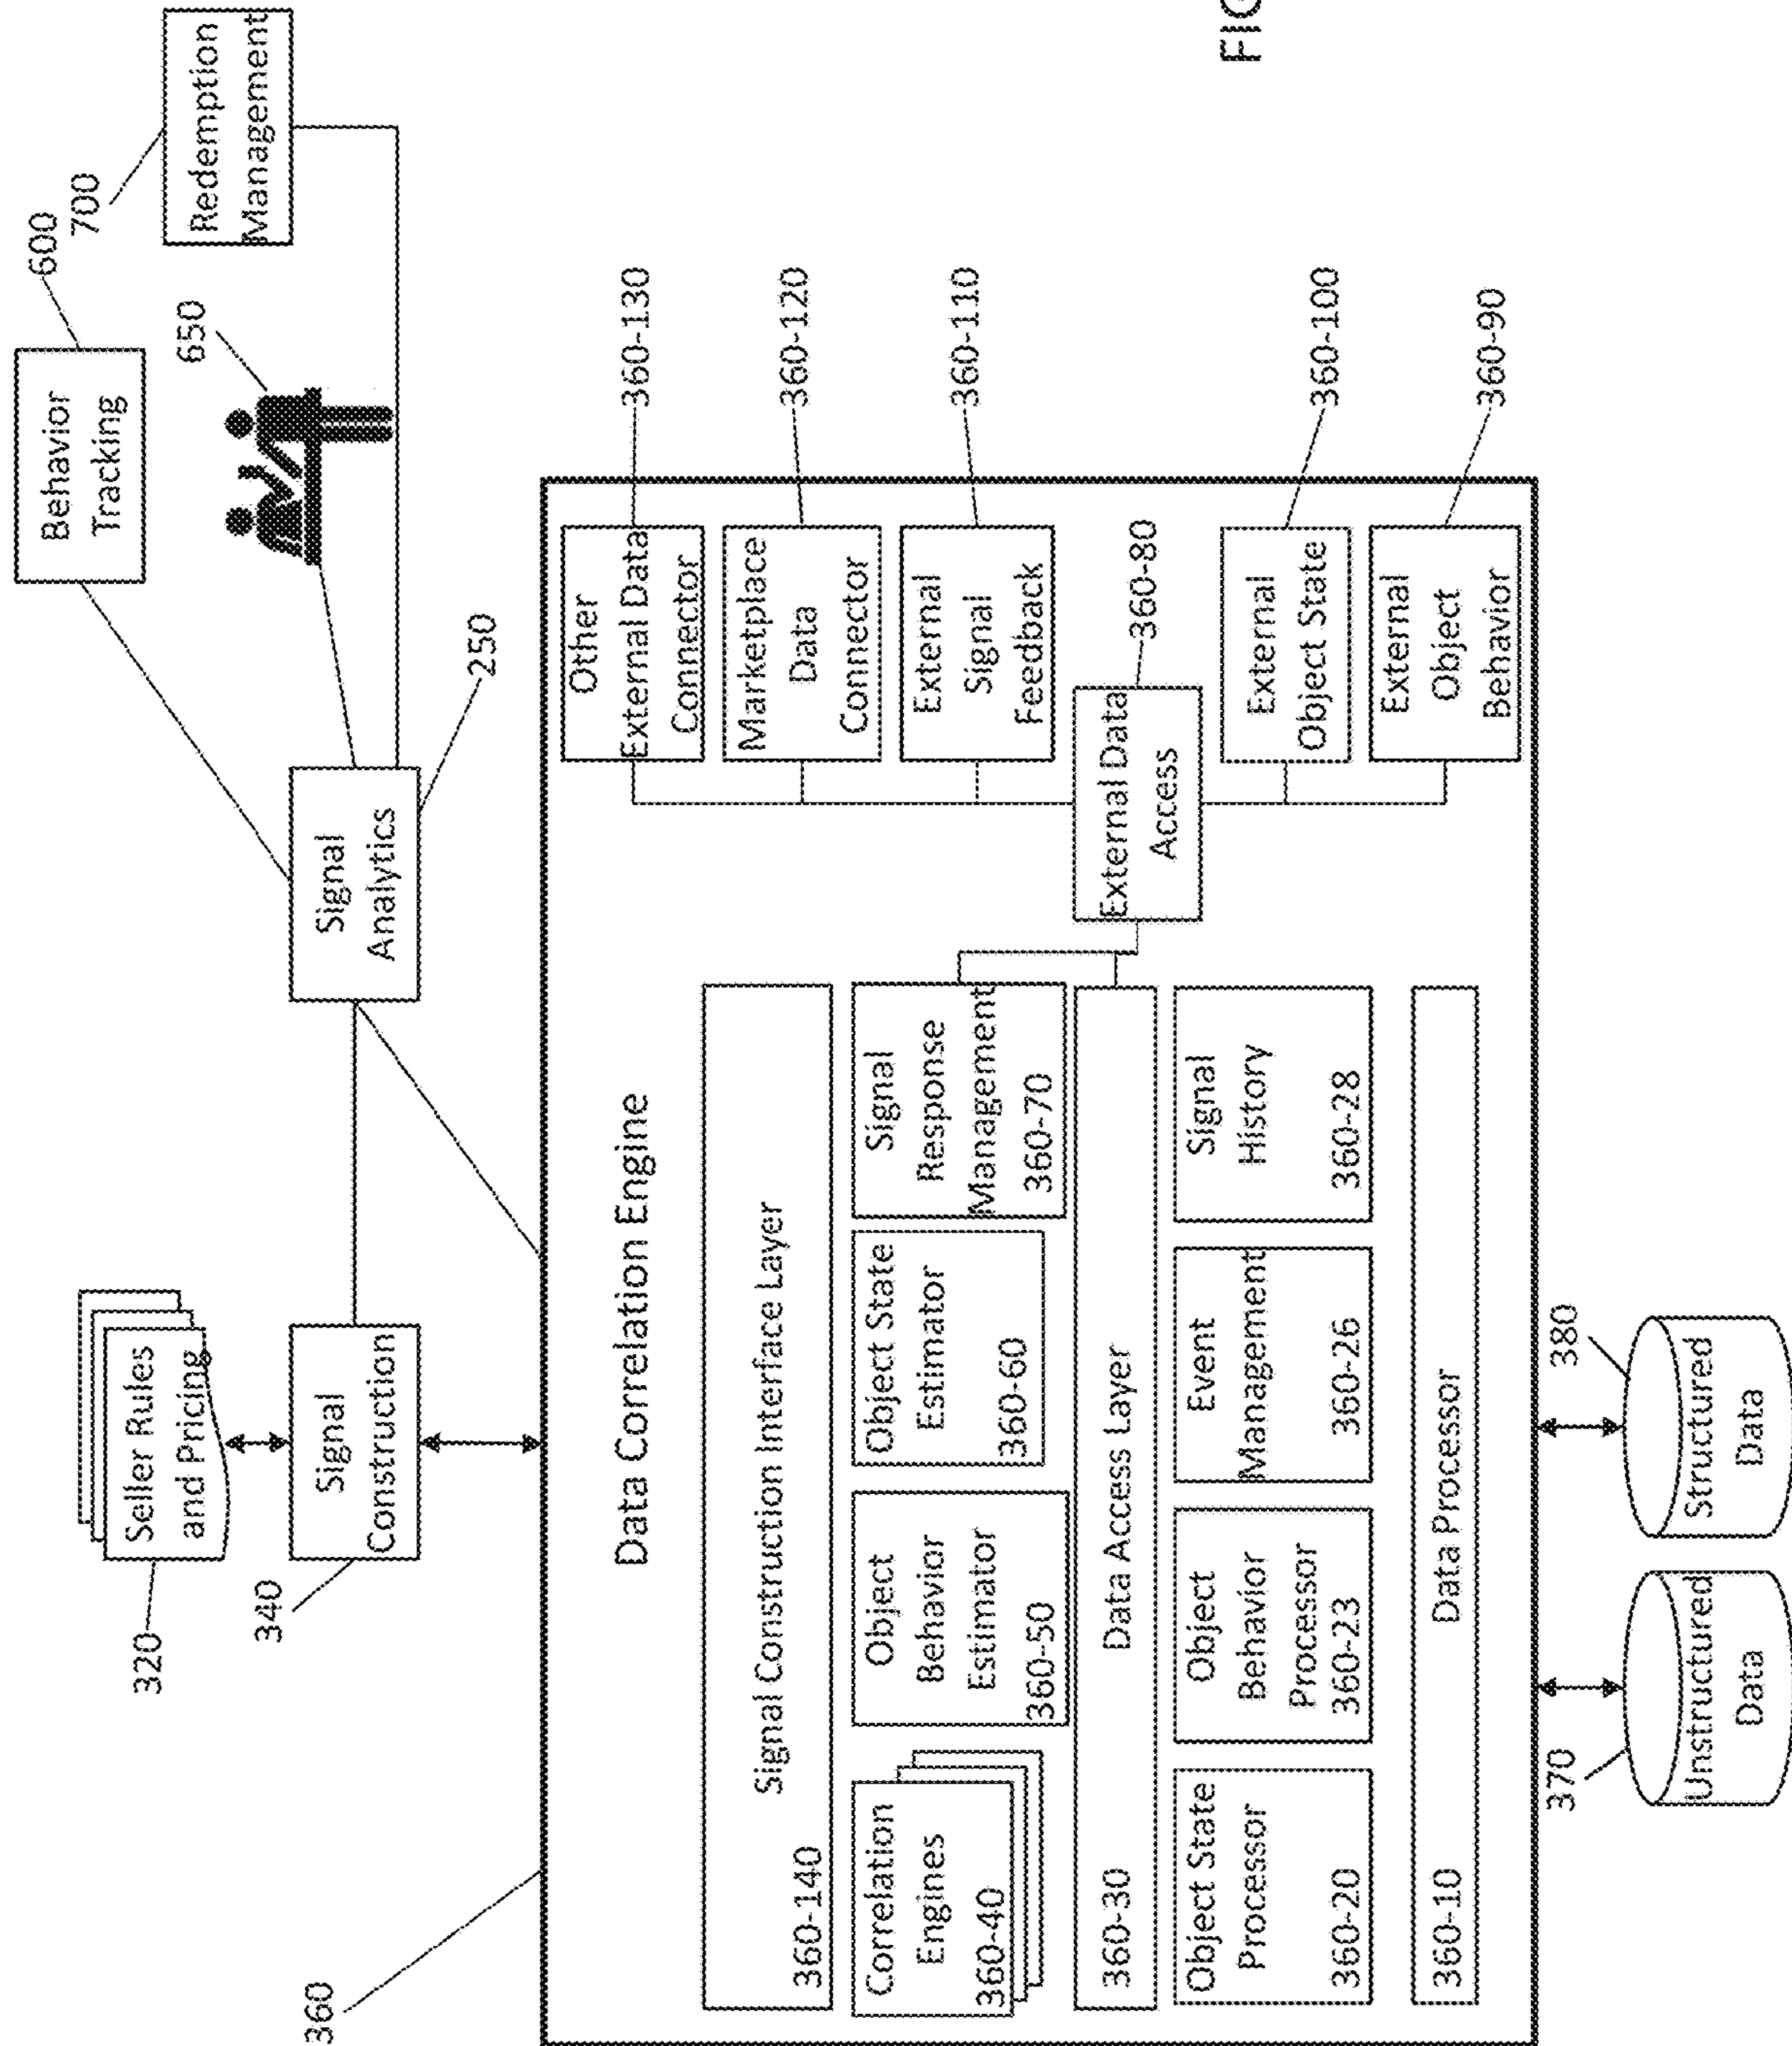 600
700
Behavior
Tracking
Redemption
Management
650
320
Seller Rules
and Pricing
340
Signal
Construction
Signal
Analytics
250
360
Data Correlation Engine
Signal Construction Interface Layer
360-140
Correlation
Engines
360-40
Object
Behavior
Estimator
360-50
Object State
Estimator
360-60
Signal
Response
Management
360-70
360-30
Data Access Layer
Object State
Processor
360-20
Object
Behavior
Processor
360-23
Event
Management
360-26
Signal
History
360-28
360-10
Data Processor
Other
External Data
Connector
360-130
Marketplace
Data
Connector
360-120
External
Signal
Feedback
360-110
External Data
Access
360-80
External
Object State
360-100
External
Object
Behavior
360-90
370
Unstructured
Data
380
Structured
Data